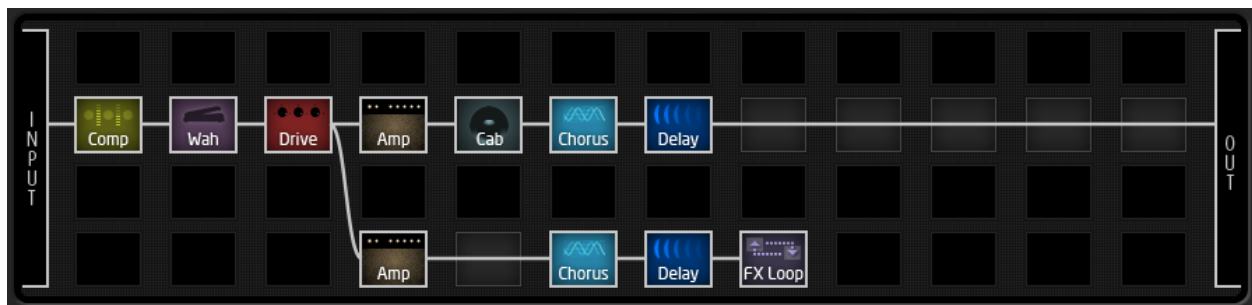 INPUT
Comp
Wah
Drive
Amp
Cab
Chorus
Delay
OUT
Amp
Chorus
Delay
FX Loop